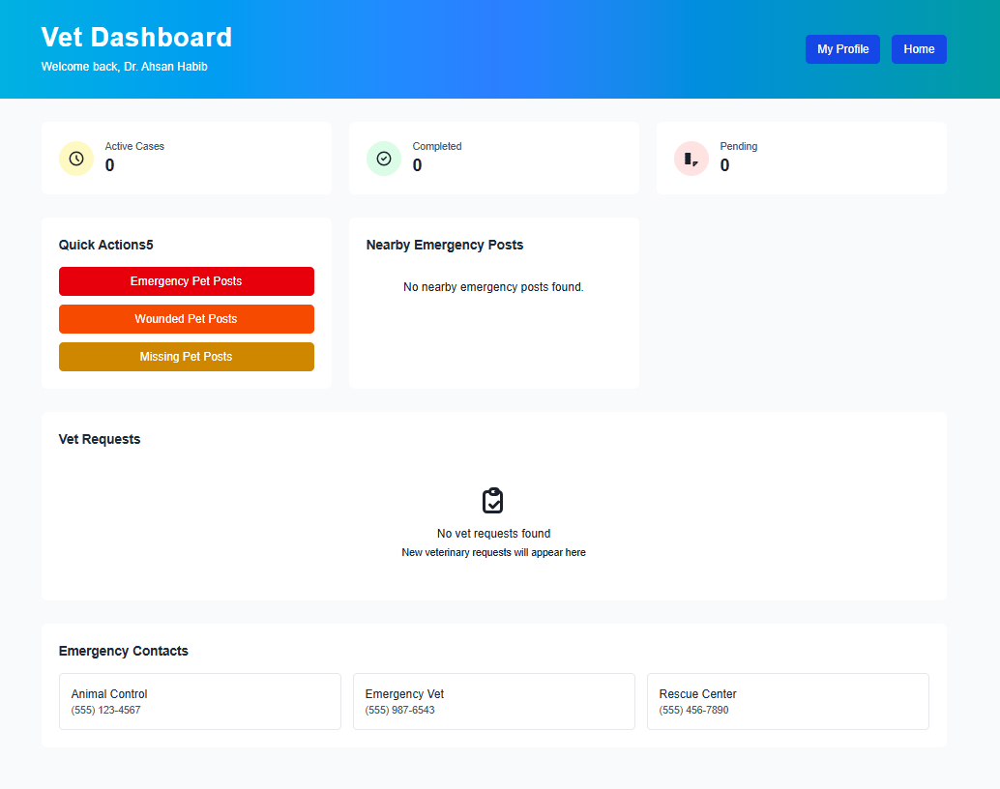 Vet Dashboard
Welcome back, Dr. Ahsan Habib
My Profile
Home
Active Cases
0
Completed
0
Pending
0
Quick Actions5
Emergency Pet Posts
Wounded Pet Posts
Missing Pet Posts
Nearby Emergency Posts
No nearby emergency posts found.
Vet Requests
No vet requests found
New veterinary requests will appear here
Emergency Contacts
Animal Control
(555) 123-4567
Emergency Vet
(555) 987-6543
Rescue Center
(555) 456-7890